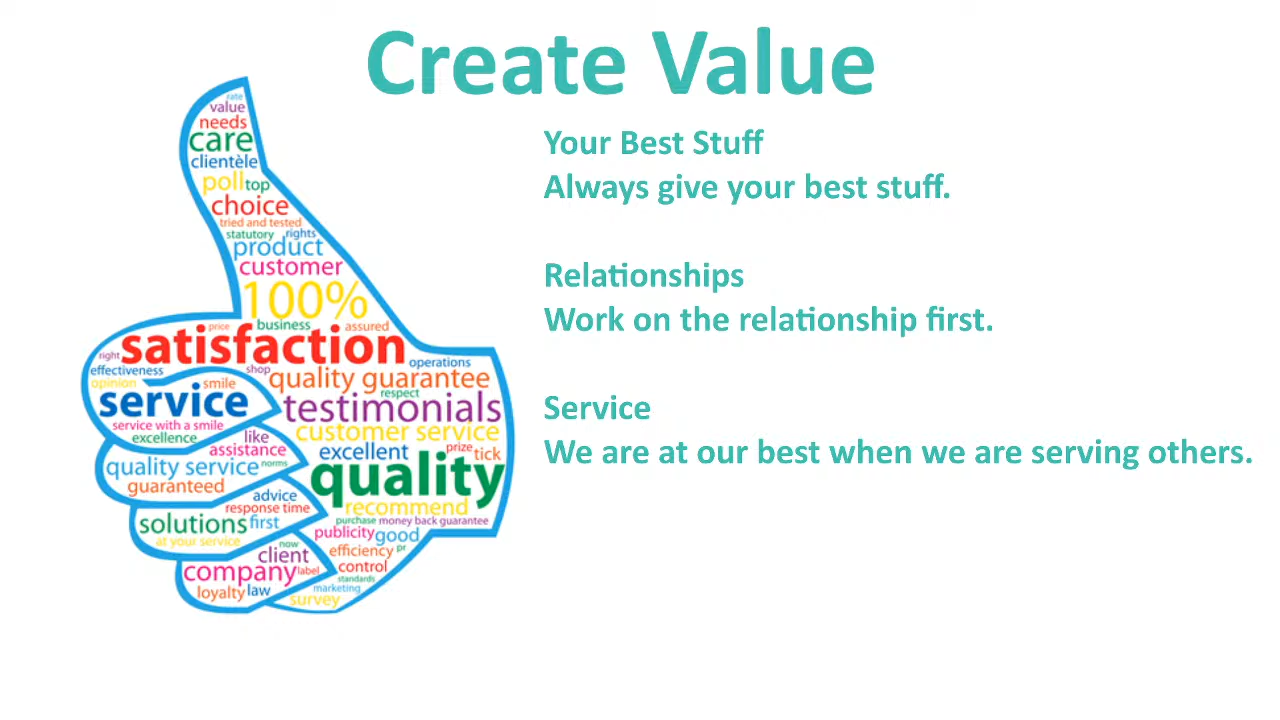 Create Value
Your Best Stuff
Always give your best stuff.
Relationships
Work on the relationship first.
Service
We are at our best when we are serving others.
rate
value
needs
care
clientèle
poll top
choice
tried and tested
statutory rights
product
customer
100%
price business assured
right satisfaction operations
effectiveness shop quality guarantee
opinion smile respect
service testimonials
service with a smile customer service
excellence like excellent prize tick
assistance
quality service norms quality
guaranteed
advice recommend
response time
solutions first purchase money back guarantee
at your service publicity good
now efficiency pr
client control
company label standards
loyalty law marketing
survey